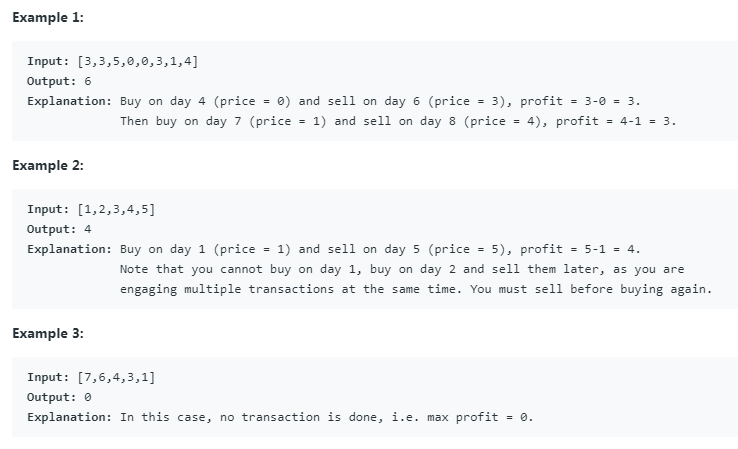 Example 1:
Input: [3,3,5,0,0,3,1,4]
Output: 6
Explanation: Buy on day 4 (price = 0) and sell on day 6 (price = 3), profit = 3-0 = 3.
Then buy on day 7 (price = 1) and sell on day 8 (price = 4), profit = 4-1 = 3.
Example 2:
Input: [1,2,3,4,5]
Output: 4
Explanation: Buy on day 1 (price = 1) and sell on day 5 (price = 5), profit = 5-1 = 4.
Note that you cannot buy on day 1, buy on day 2 and sell them later, as you are
engaging multiple transactions at the same time. You must sell before buying again.
Example 3:
Input: [7,6,4,3,1]
Output: 0
Explanation: In this case, no transaction is done, i.e. max profit = 0.